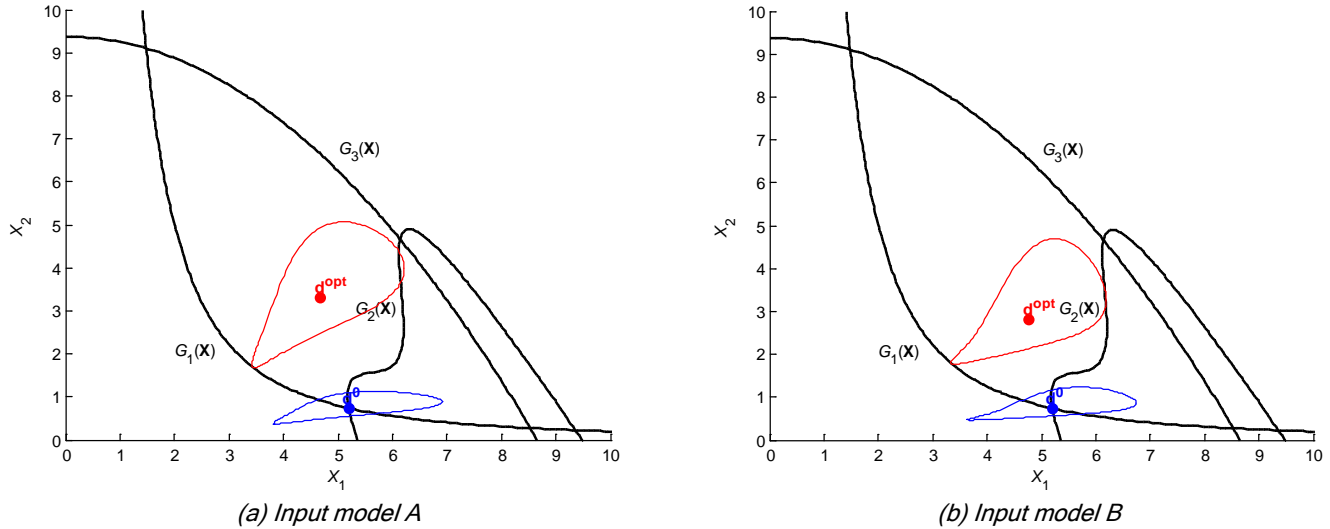 10
9
8
7
6
5
4
3
2
1
0
X2
0 1 2 3 4 5 6 7 8 9 10
X1
G3(X)
dopt
G2(X)
G1(X)
d0
(a) Input model A
10
9
8
7
6
5
4
3
2
1
0
X2
0 1 2 3 4 5 6 7 8 9 10
X1
G3(X)
dopt
G2(X)
G1(X)
d0
(b) Input model B